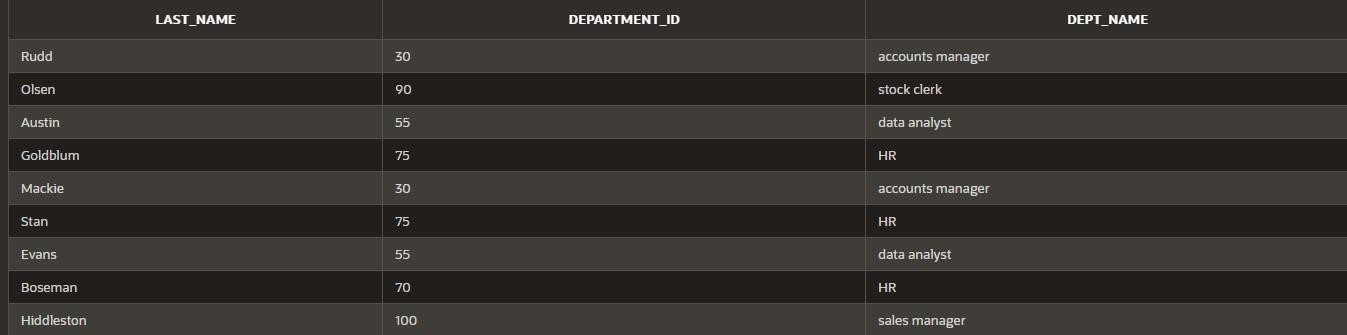 LAST_NAME DEPARTMENT_ID DEPT_NAME
Rudd 30 accounts manager
Olsen 90 stock clerk
Austin 55 data analyst
Goldblum 75 HR
Mackie 30 accounts manager
Stan 75 HR
Evans 55 data analyst
Boseman 70 HR
Hiddleston 100 sales manager